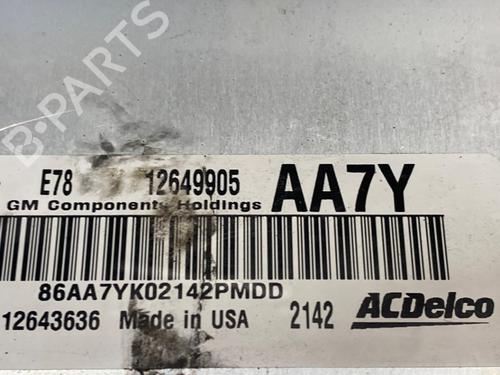 B-PARTS
E78 12649905 AA7Y
GM Components Holdings
86AA7YK02142PMDD
12643636 Made in USA 2142 ACDelco